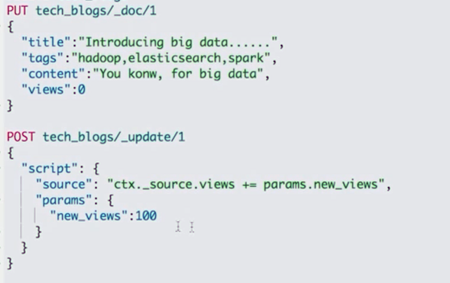 PUT tech_blogs/_doc/1
{
"title":"Introducing big data......",
"tags":"hadoop,elasticsearch,spark",
"content":"You konw, for big data",
"views":0
}
POST tech_blogs/_update/1
{
"script": {
"source": "ctx._source.views += params.new_views",
"params": {
"new_views":100
}
}
}